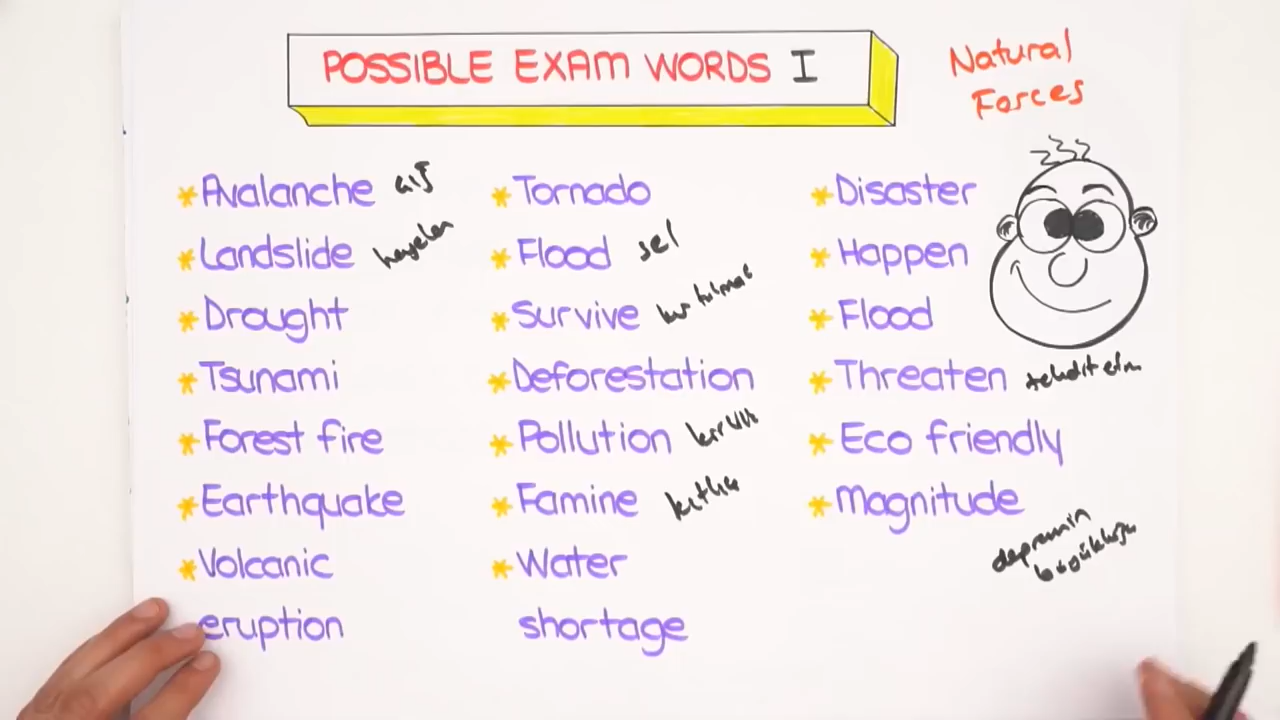 POSSIBLE EXAM WORDS I
Natural
Forces
* Avalanche çığ
* Landslide heyelan
* Drought
* Tsunami
* Forest fire
* Earthquake
* Volcanic
eruption
* Tornado
* Flood sel
* Survive
* Deforestation
* Pollution
* Famine
* Water
shortage
* Disaster
* Happen
* Flood
* Threaten
* Eco friendly
* Magnitude
depremin